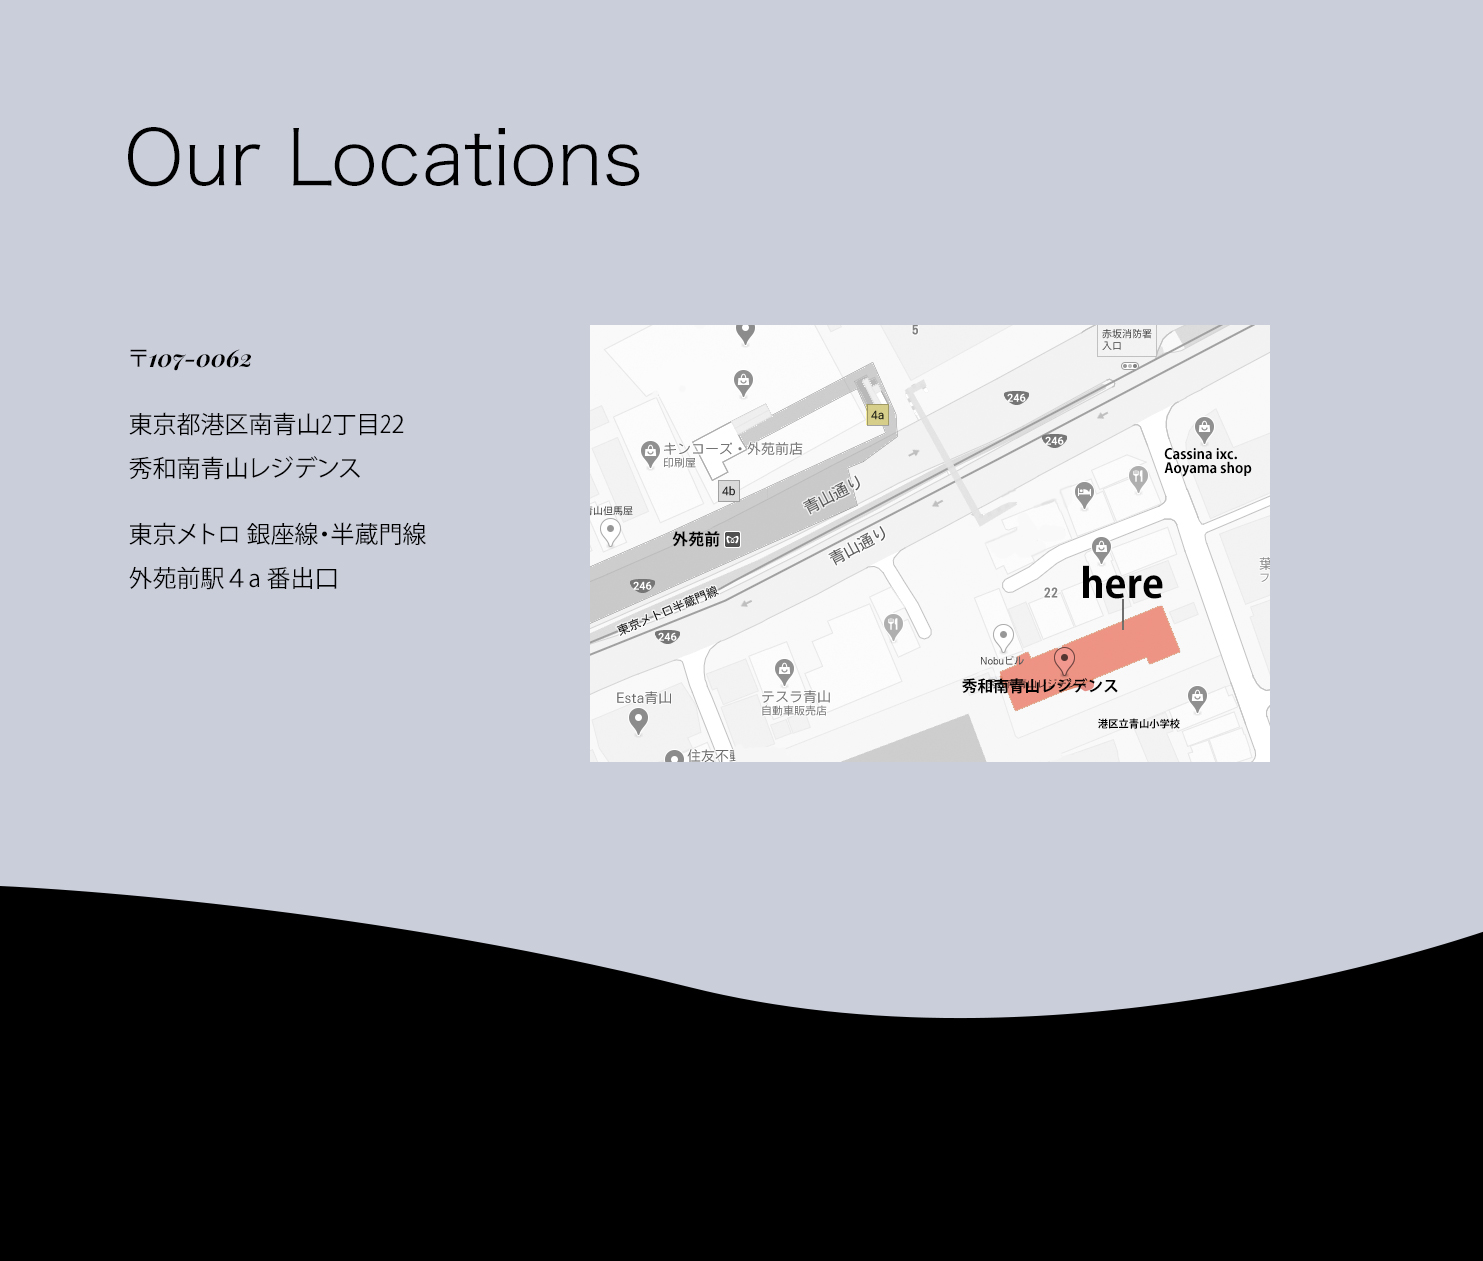 Our Locations
〒107-0062
東京都港区南青山2丁目22
秀和南青山レジデンス
東京メトロ 銀座線・半蔵門線
外苑前駅４a 番出口
5
赤坂消防署
入口
246
4a
246
Cassina ixc.
Aoyama shop
キンコーズ・外苑前店
印刷屋
4b
青山通り
青山但馬屋
外苑前
青山通り
葉
フ
246
here
22
東京メトロ半蔵門線
246
Nobuビル
秀和南青山レジデンス
Esta青山
テスラ青山
自動車販売店
港区立青山小学校
住友不動